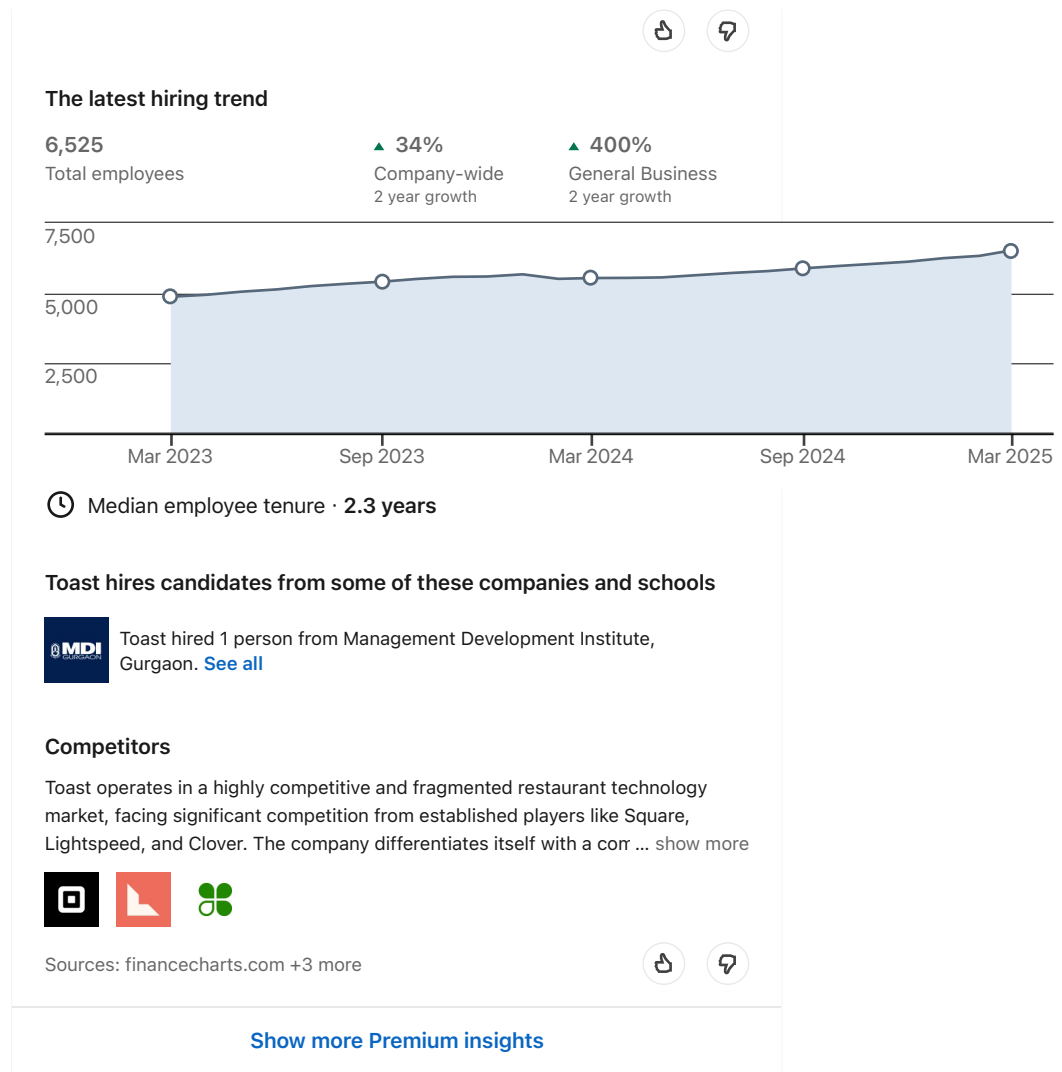 The latest hiring trend
6,525
Total employees
34%
Company-wide
2 year growth
400%
General Business
2 year growth
7,500
5,000
2,500
Mar 2023
Sep 2023
Mar 2024
Sep 2024
Mar 2025
Median employee tenure · 2.3 years
Toast hires candidates from some of these companies and schools
MDI
GURGAON
Toast hired 1 person from Management Development Institute,
Gurgaon. See all
Competitors
Toast operates in a highly competitive and fragmented restaurant technology
market, facing significant competition from established players like Square,
Lightspeed, and Clover. The company differentiates itself with a com ... show more
Sources: financecharts.com +3 more
Show more Premium insights